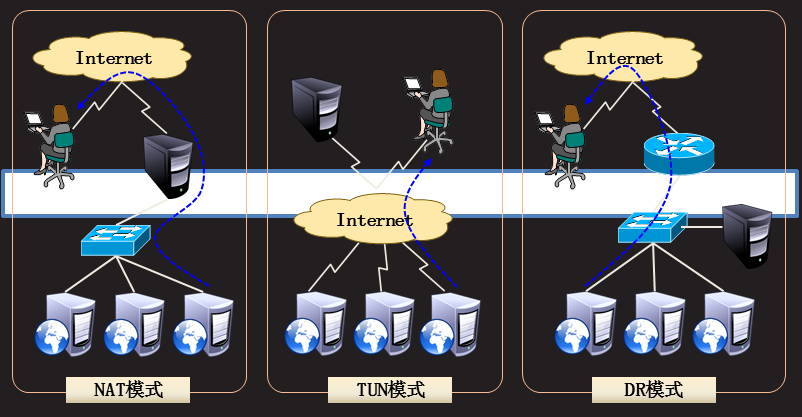 Internet
Internet
Internet
NAT模式
TUN模式
DR模式